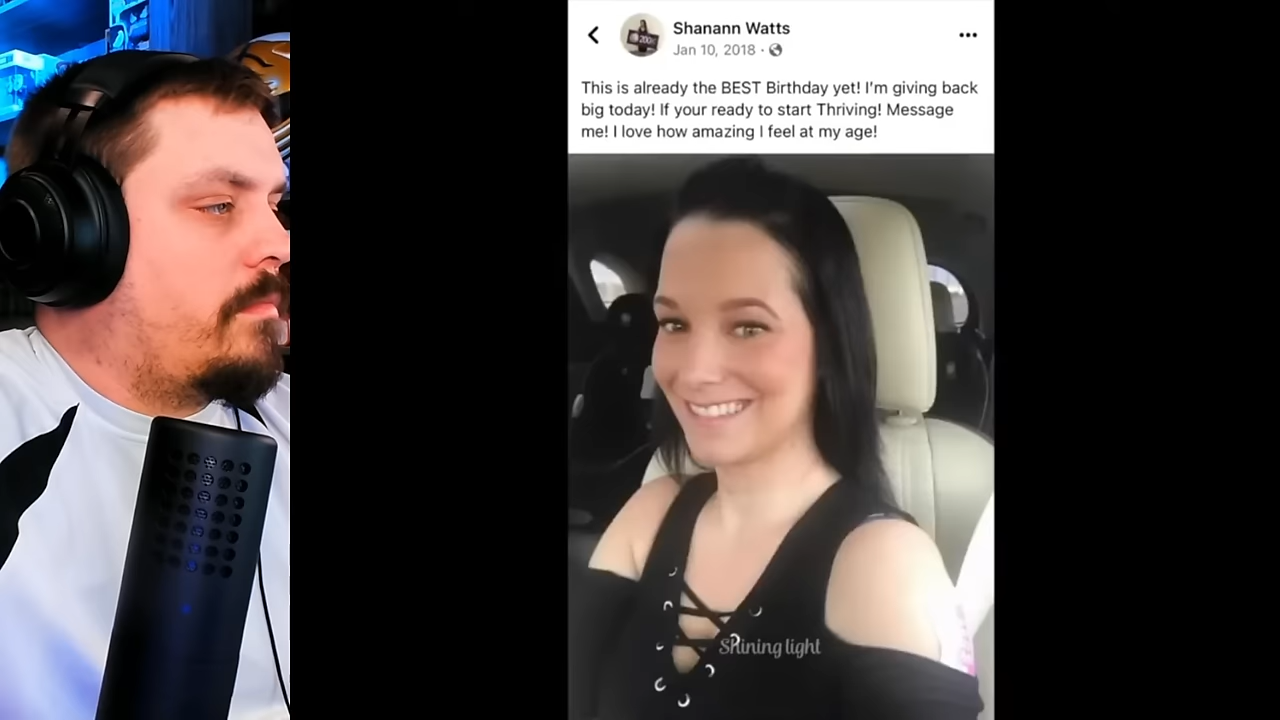 Shanann Watts
Jan 10, 2018 ·
This is already the BEST Birthday yet! I'm giving back
big today! If your ready to start Thriving! Message
me! I love how amazing I feel at my age!
Shining light